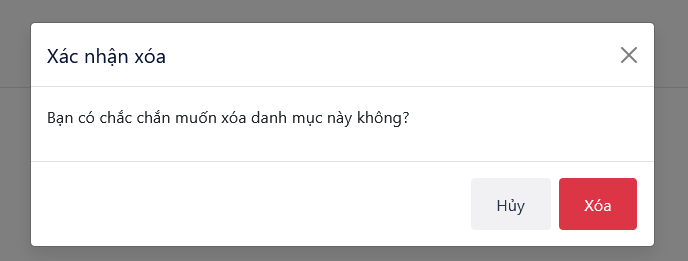 Xác nhận xóa
Bạn có chắc chắn muốn xóa danh mục này không?
Hủy
Xóa